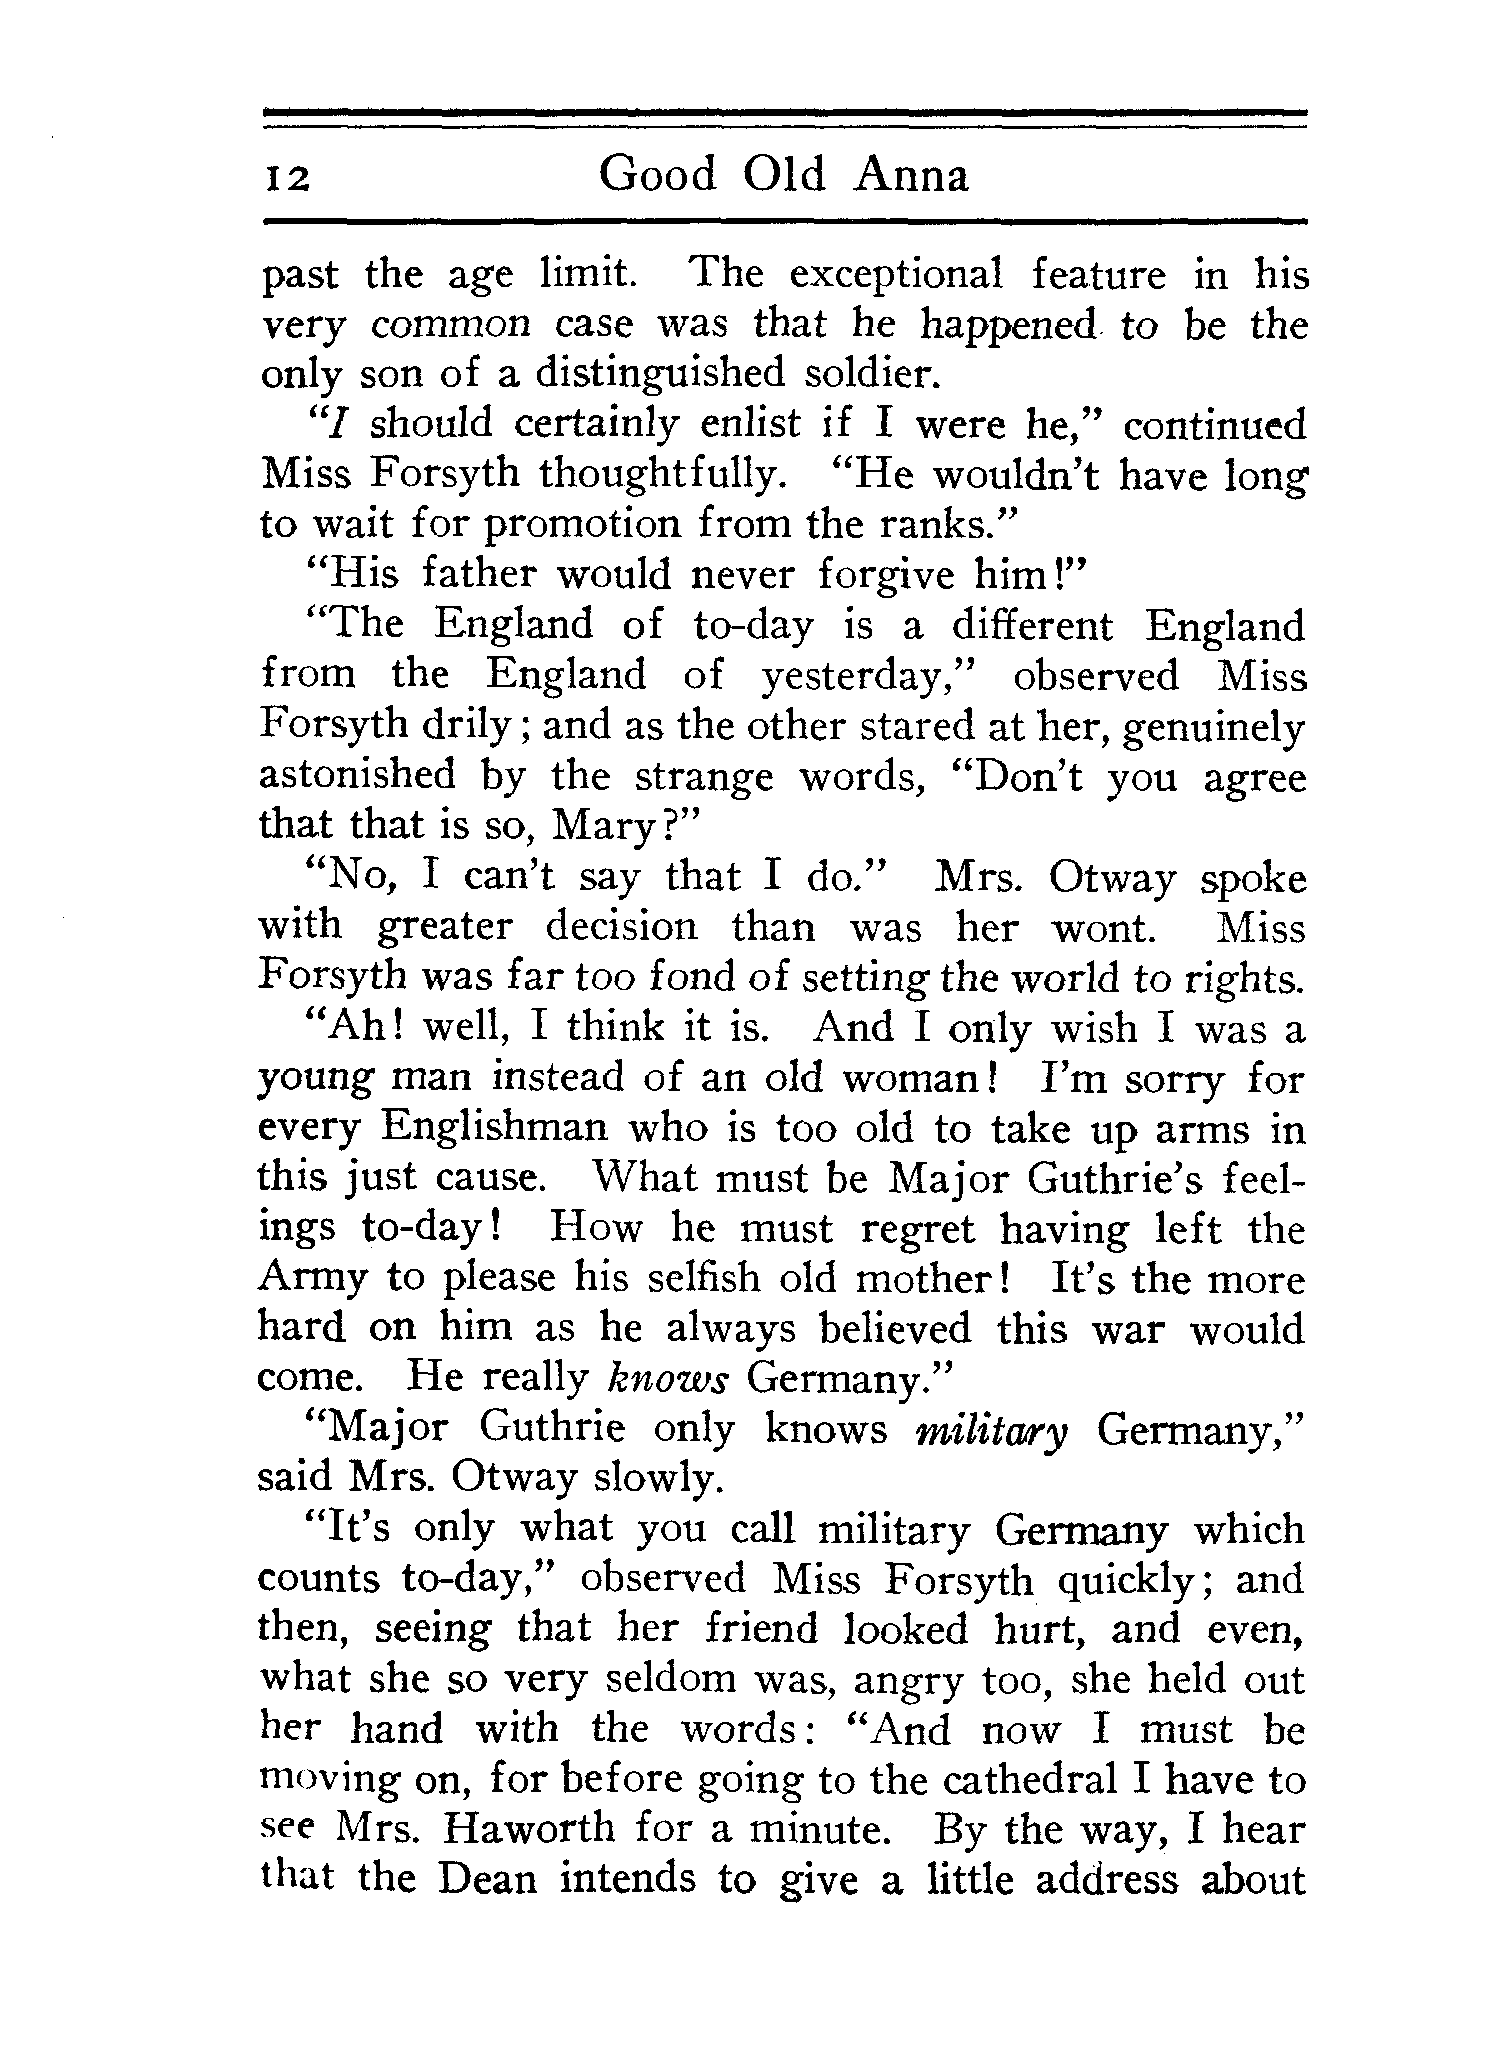 12 Good Old Anna
past the age limit. The exceptional feature in his
very common case was that he happened to be the
only son of a distinguished soldier.
"I should certainly enlist if I were he," continued
Miss Forsyth thoughtfully. "He wouldn't have long
to wait for promotion from the ranks."
"His father would never forgive him!"
"The England of to-day is a different England
from the England of yesterday," observed Miss
Forsyth drily; and as the other stared at her, genuinely
astonished by the strange words, "Don't you agree
that that is so, Mary?"
"No, I can't say that I do." Mrs. Otway spoke
with greater decision than was her wont. Miss
Forsyth was far too fond of setting the world to rights.
"Ah! well, I think it is. And I only wish I was a
young man instead of an old woman! I'm sorry for
every Englishman who is too old to take up arms in
this just cause. What must be Major Guthrie's feel-
ings to-day! How he must regret having left the
Army to please his selfish old mother! It's the more
hard on him as he always believed this war would
come. He really knows Germany."
"Major Guthrie only knows military Germany,"
said Mrs. Otway slowly.
"It's only what you call military Germany which
counts to-day," observed Miss Forsyth quickly; and
then, seeing that her friend looked hurt, and even,
what she so very seldom was, angry too, she held out
her hand with the words: "And now I must be
moving on, for before going to the cathedral I have to
see Mrs. Haworth for a minute. By the way, I hear
that the Dean intends to give a little address about